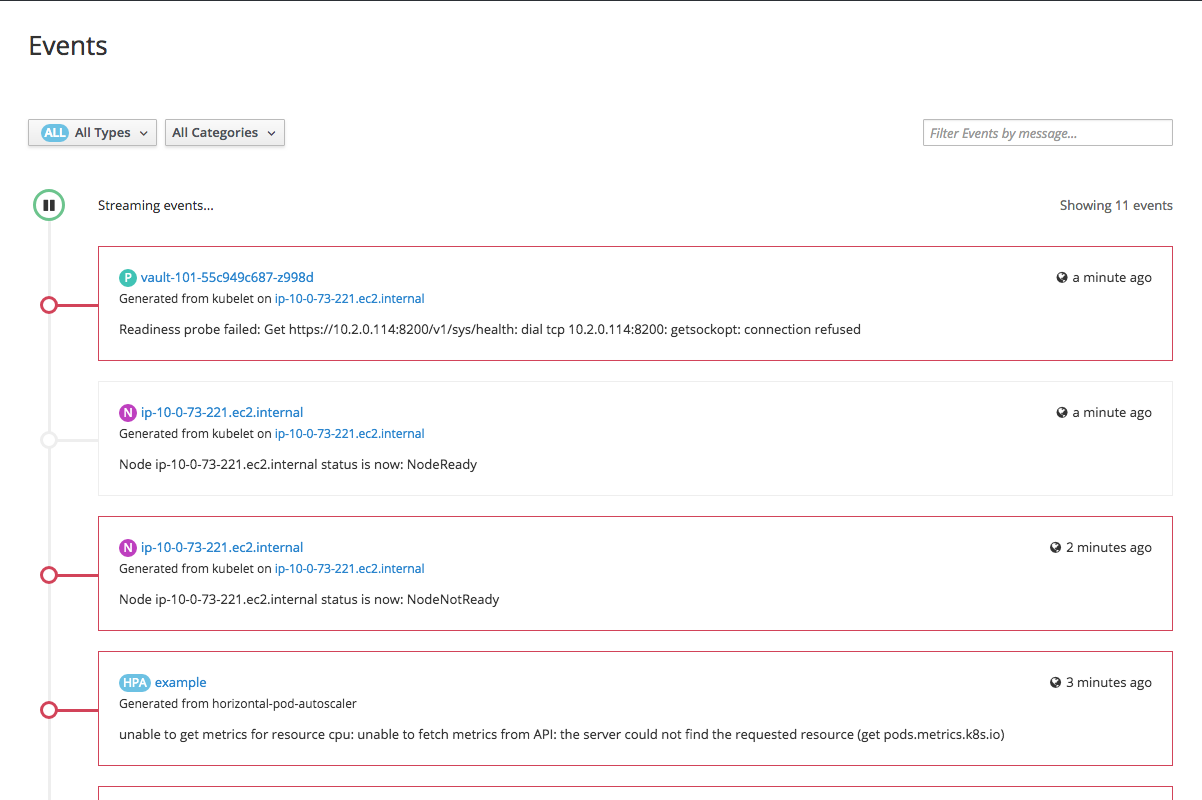 Events
ALL All Types All Categories Filter Events by message...
Streaming events... Showing 11 events
P vault-101-55c949c687-z998d a minute ago
Generated from kubelet on ip-10-0-73-221.ec2.internal
Readiness probe failed: Get https://10.2.0.114:8200/v1/sys/health: dial tcp 10.2.0.114:8200: getsockopt: connection refused
N ip-10-0-73-221.ec2.internal a minute ago
Generated from kubelet on ip-10-0-73-221.ec2.internal
Node ip-10-0-73-221.ec2.internal status is now: NodeReady
N ip-10-0-73-221.ec2.internal 2 minutes ago
Generated from kubelet on ip-10-0-73-221.ec2.internal
Node ip-10-0-73-221.ec2.internal status is now: NodeNotReady
HPA example 3 minutes ago
Generated from horizontal-pod-autoscaler
unable to get metrics for resource cpu: unable to fetch metrics from API: the server could not find the requested resource (get pods.metrics.k8s.io)